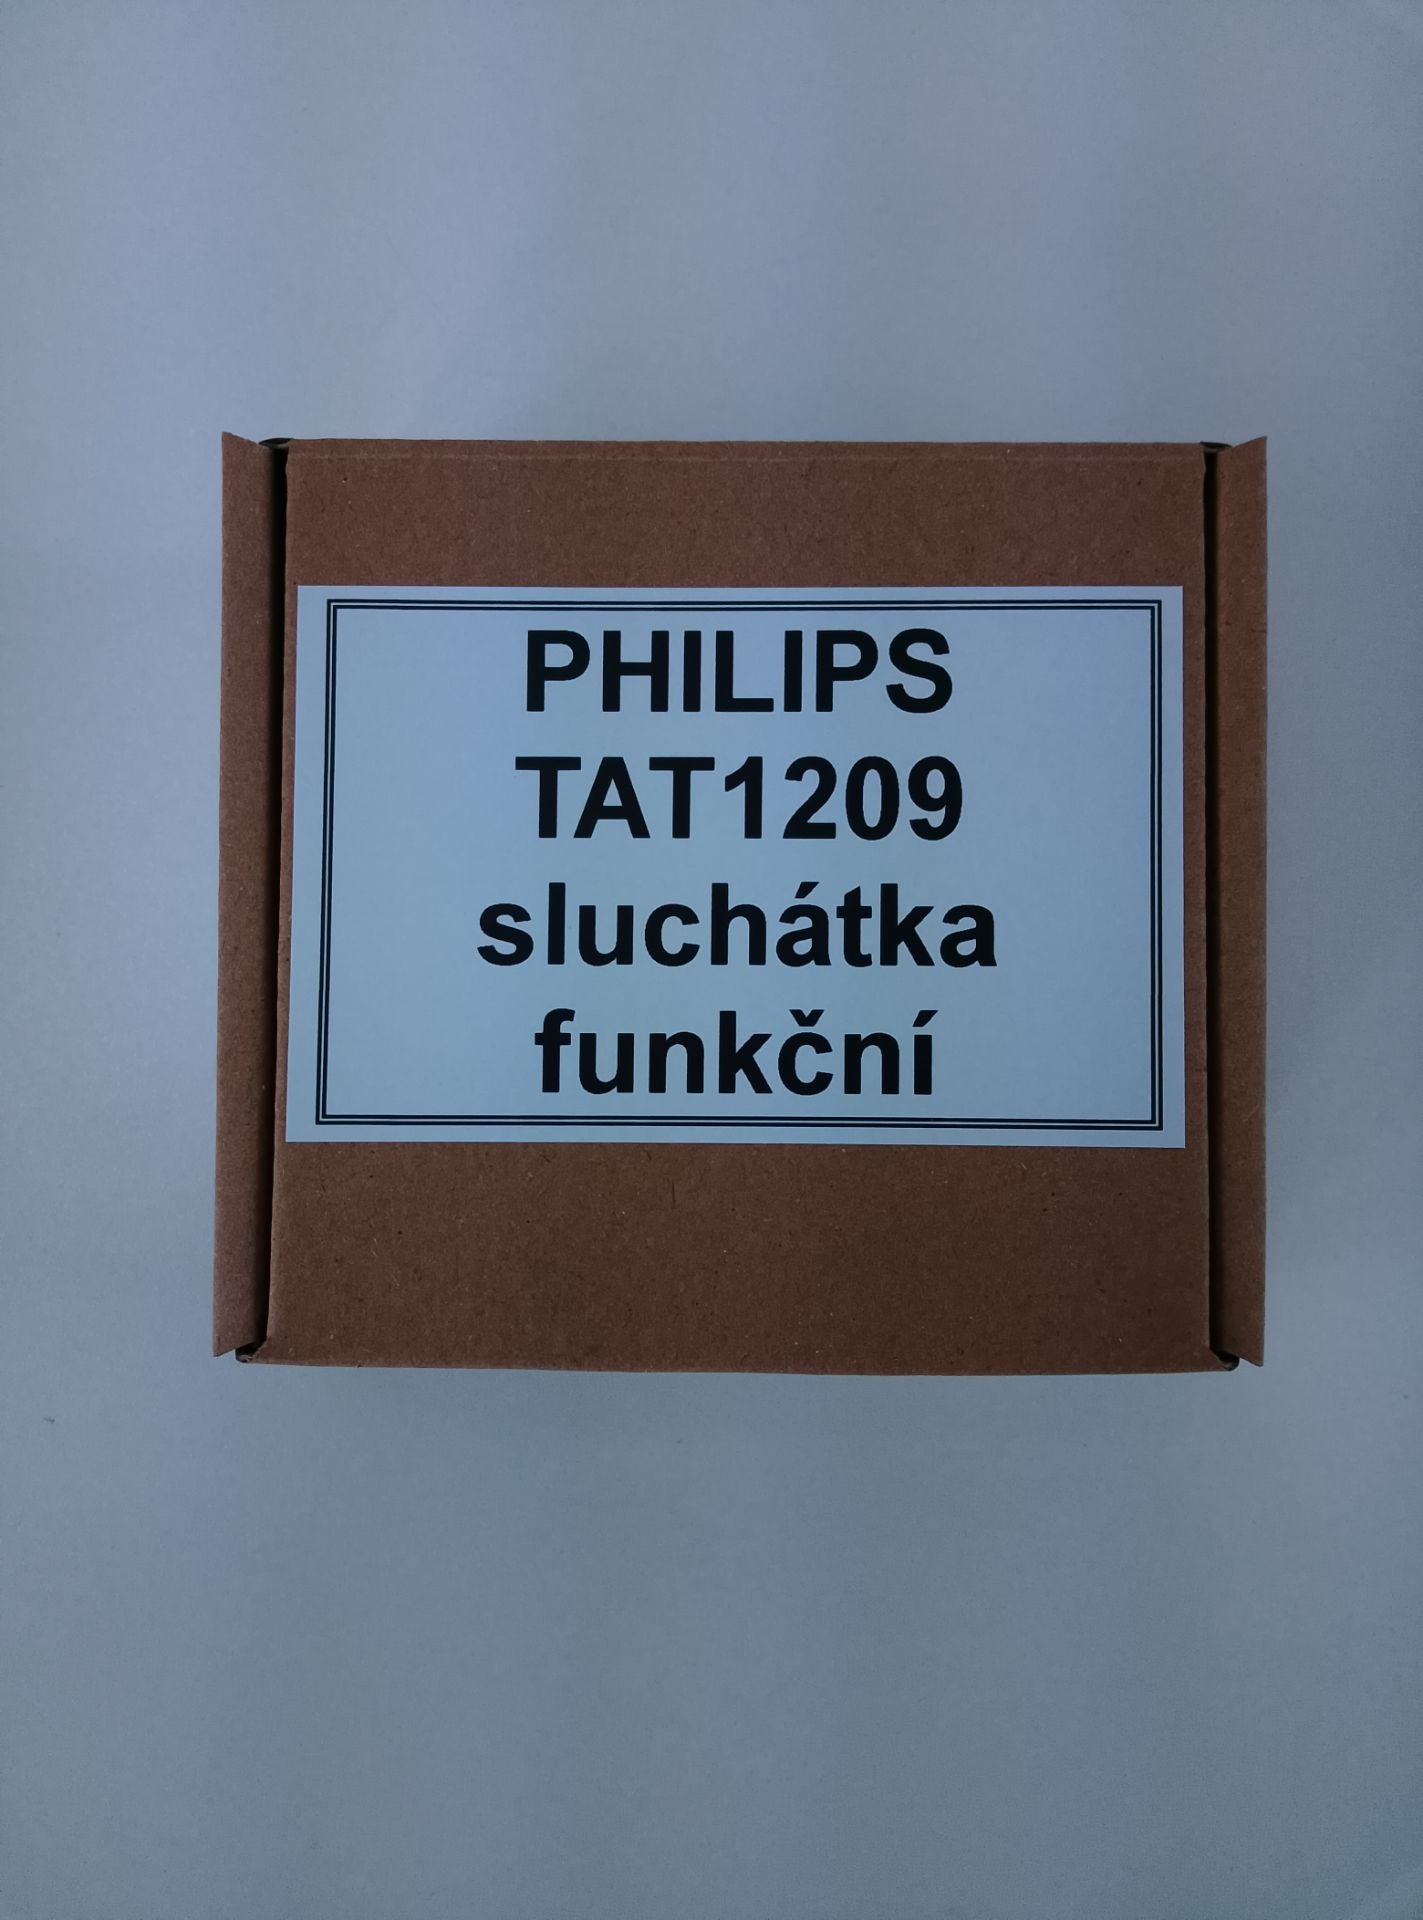 PHILIPS
TAT1209
sluchátka
funkční